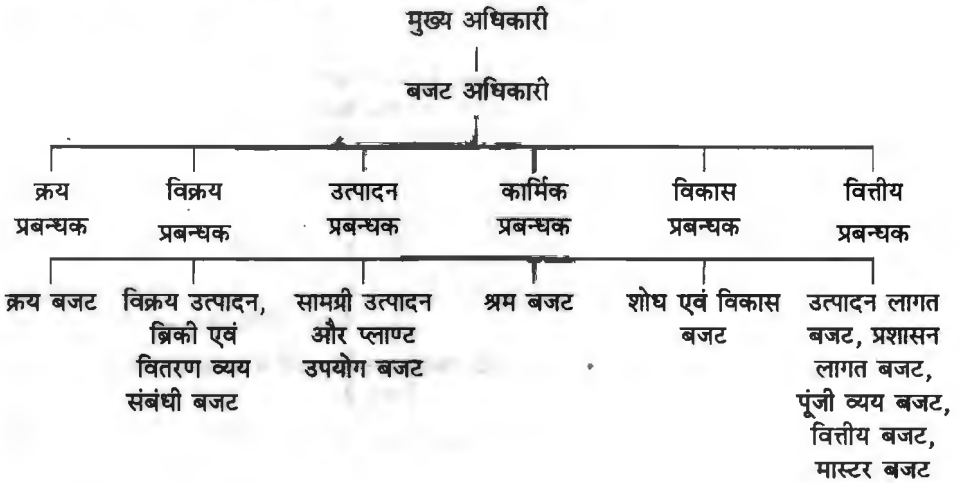 मुख्य अधिकारी
बजट अधिकारी
क्रय विक्रय उत्पादन कार्मिक विकास वित्तीय
प्रबन्धक प्रबन्धक प्रबन्धक प्रबन्धक प्रबन्धक प्रबन्धक
क्रय बजट विक्रय उत्पादन, सामग्री उत्पादन श्रम बजट शोध एवं विकास उत्पादन लागत
ब्रिकी एवं और प्लाण्ट बजट बजट, प्रशासन
वितरण व्यय उपयोग बजट लागत बजट,
संबंधी बजट पूंजी व्यय बजट,
वित्तीय बजट,
मास्टर बजट